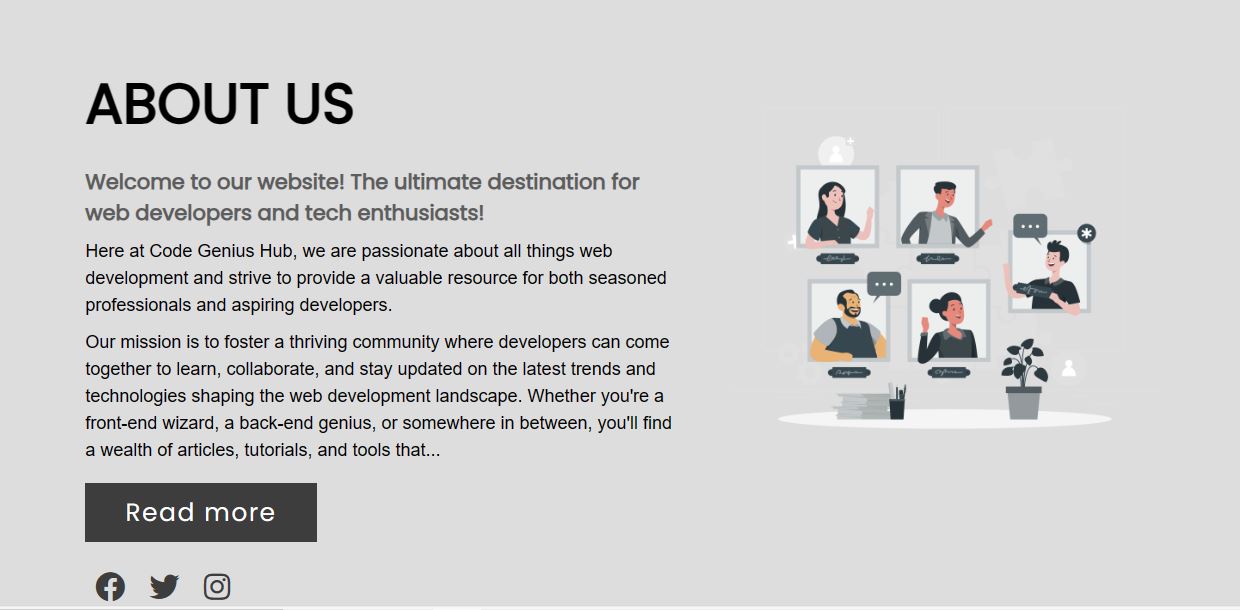 ABOUT US
Welcome to our website! The ultimate destination for
web developers and tech enthusiasts!
Here at Code Genius Hub, we are passionate about all things web
development and strive to provide a valuable resource for both seasoned
professionals and aspiring developers.
Our mission is to foster a thriving community where developers can come
together to learn, collaborate, and stay updated on the latest trends and
technologies shaping the web development landscape. Whether you're a
front-end wizard, a back-end genius, or somewhere in between, you'll find
a wealth of articles, tutorials, and tools that...
Read more